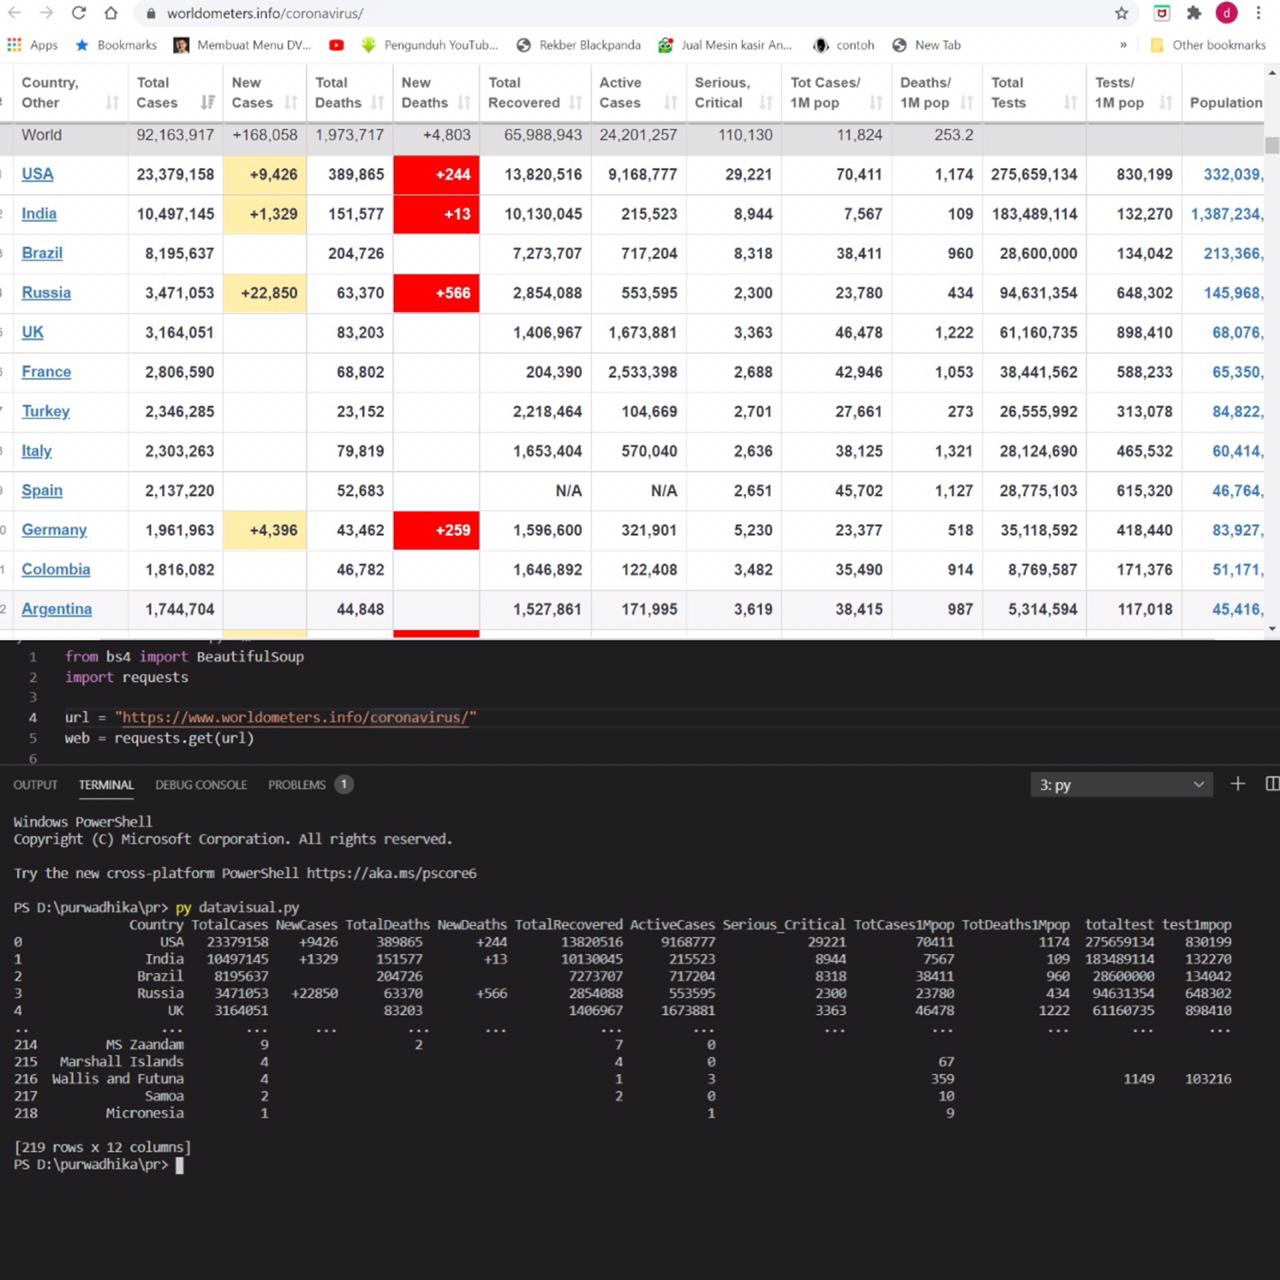 worldometers.info/coronavirus/
d
Apps Bookmarks Membuat Menu DV... Pengunduh YouTub... Rekber Blackpanda Jual Mesin kasir An... contoh New Tab » Other bookmarks
Country, Other Total Cases New Cases Total Deaths New Deaths Total Recovered Active Cases Serious, Critical Tot Cases/ 1M pop Deaths/ 1M pop Total Tests Tests/ 1M pop Population
World 92,163,917 +168,058 1,973,717 +4,803 65,988,943 24,201,257 110,130 11,824 253.2
USA 23,379,158 +9,426 389,865 +244 13,820,516 9,168,777 29,221 70,411 1,174 275,659,134 830,199 332,039,
India 10,497,145 +1,329 151,577 +13 10,130,045 215,523 8,944 7,567 109 183,489,114 132,270 1,387,234,
Brazil 8,195,637 204,726 7,273,707 717,204 8,318 38,411 960 28,600,000 134,042 213,366,
Russia 3,471,053 +22,850 63,370 +566 2,854,088 553,595 2,300 23,780 434 94,631,354 648,302 145,968,
UK 3,164,051 83,203 1,406,967 1,673,881 3,363 46,478 1,222 61,160,735 898,410 68,076,
France 2,806,590 68,802 204,390 2,533,398 2,688 42,946 1,053 38,441,562 588,233 65,350,
Turkey 2,346,285 23,152 2,218,464 104,669 2,701 27,661 273 26,555,992 313,078 84,822,
Italy 2,303,263 79,819 1,653,404 570,040 2,636 38,125 1,321 28,124,690 465,532 60,414,
Spain 2,137,220 52,683 N/A N/A 2,651 45,702 1,127 28,775,103 615,320 46,764,
Germany 1,961,963 +4,396 43,462 +259 1,596,600 321,901 5,230 23,377 518 35,118,592 418,440 83,927,
Colombia 1,816,082 46,782 1,646,892 122,408 3,482 35,490 914 8,769,587 171,376 51,171,
Argentina 1,744,704 44,848 1,527,861 171,995 3,619 38,415 987 5,314,594 117,018 45,416,
1 from bs4 import BeautifulSoup
2 import requests
3
4 url = "https://www.worldometers.info/coronavirus/"
5 web = requests.get(url)
6
OUTPUT TERMINAL DEBUG CONSOLE PROBLEMS 1 3: py
Windows PowerShell
Copyright (C) Microsoft Corporation. All rights reserved.
Try the new cross-platform PowerShell https://aka.ms/pscore6
PS D:\purwadhika\pr> py datavisual.py
Country TotalCases NewCases TotalDeaths NewDeaths TotalRecovered ActiveCases Serious_Critical TotCases1Mpop TotDeaths1Mpop totaltest test1mpop
0 USA 23379158 +9426 389865 +244 13820516 9168777 29221 70411 1174 275659134 830199
1 India 10497145 +1329 151577 +13 10130045 215523 8944 7567 109 183489114 132270
2 Brazil 8195637 204726 7273707 717204 8318 38411 960 28600000 134042
3 Russia 3471053 +22850 63370 +566 2854088 553595 2300 23780 434 94631354 648302
4 UK 3164051 83203 1406967 1673881 3363 46478 1222 61160735 898410
.. ... ... ... ... ... ... ... ... ... ... ... ...
214 MS Zaandam 9 2 7 0
215 Marshall Islands 4 4 0 67
216 Wallis and Futuna 4 1 3 359 1149 103216
217 Samoa 2 2 0 10
218 Micronesia 1 1 9
[219 rows x 12 columns]
PS D:\purwadhika\pr>